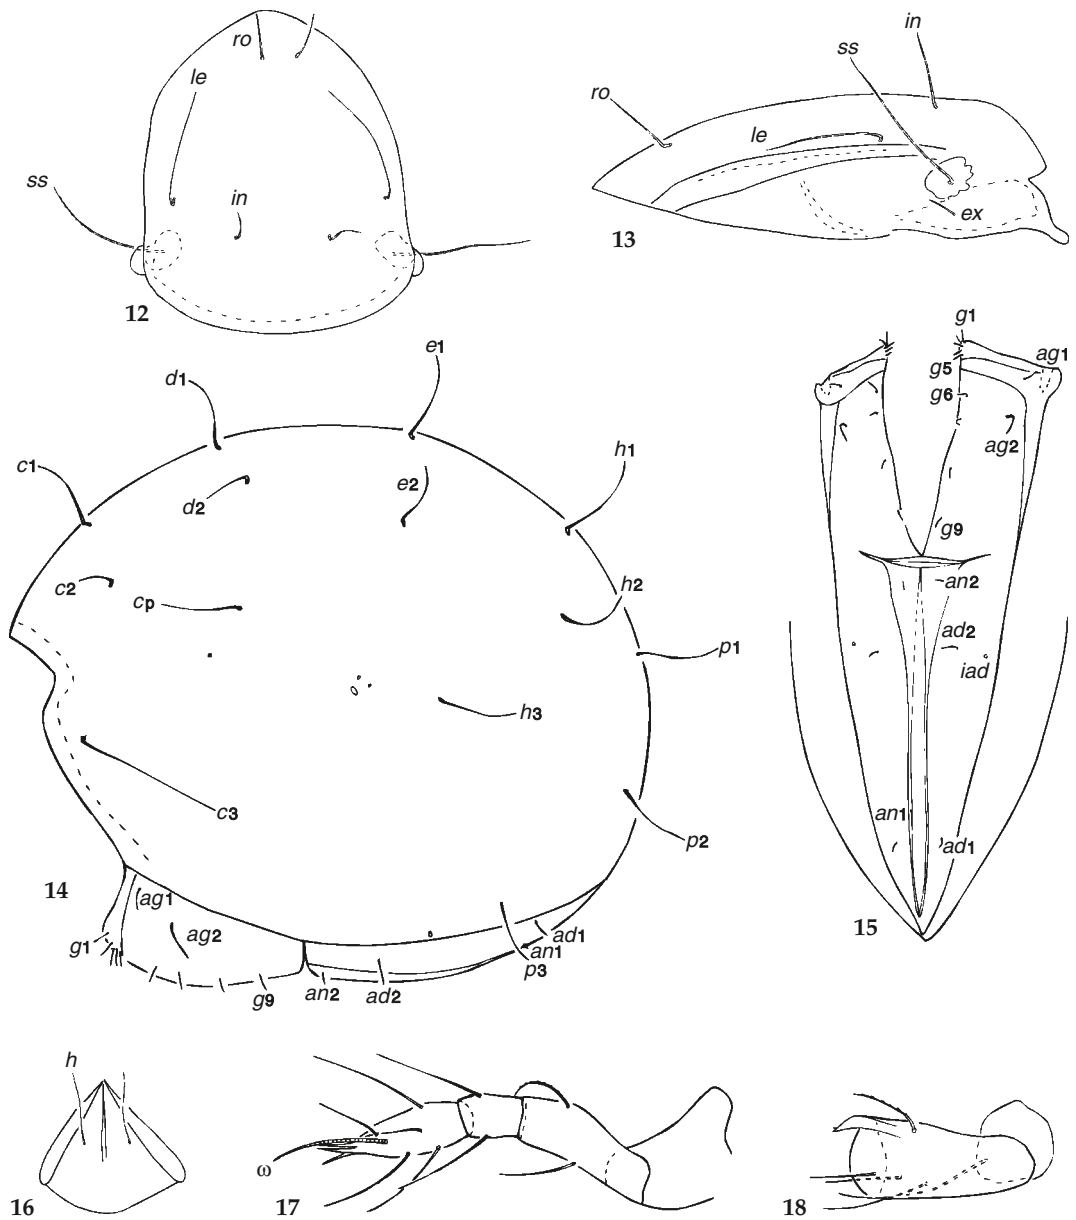 ro
le
ss
in
12
in
ss
ro
le
ex
13
e1
d1
c1
d2
e2
h1
c2
cp
h2
p1
h3
c3
p2
14
ag1
ag2
g1
g9
an2
ad2
ad1
an1
p3
g1
ag1
g5
g6
ag2
g9
an2
ad2
iad
an1
ad1
15
h
16
ω
17
18